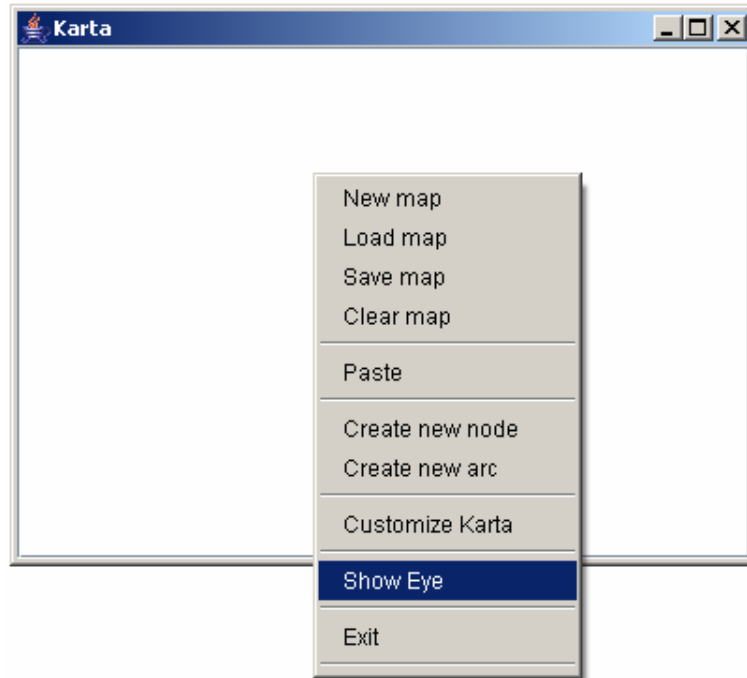 Karta
New map
Load map
Save map
Clear map
Paste
Create new node
Create new arc
Customize Karta
Show Eye
Exit